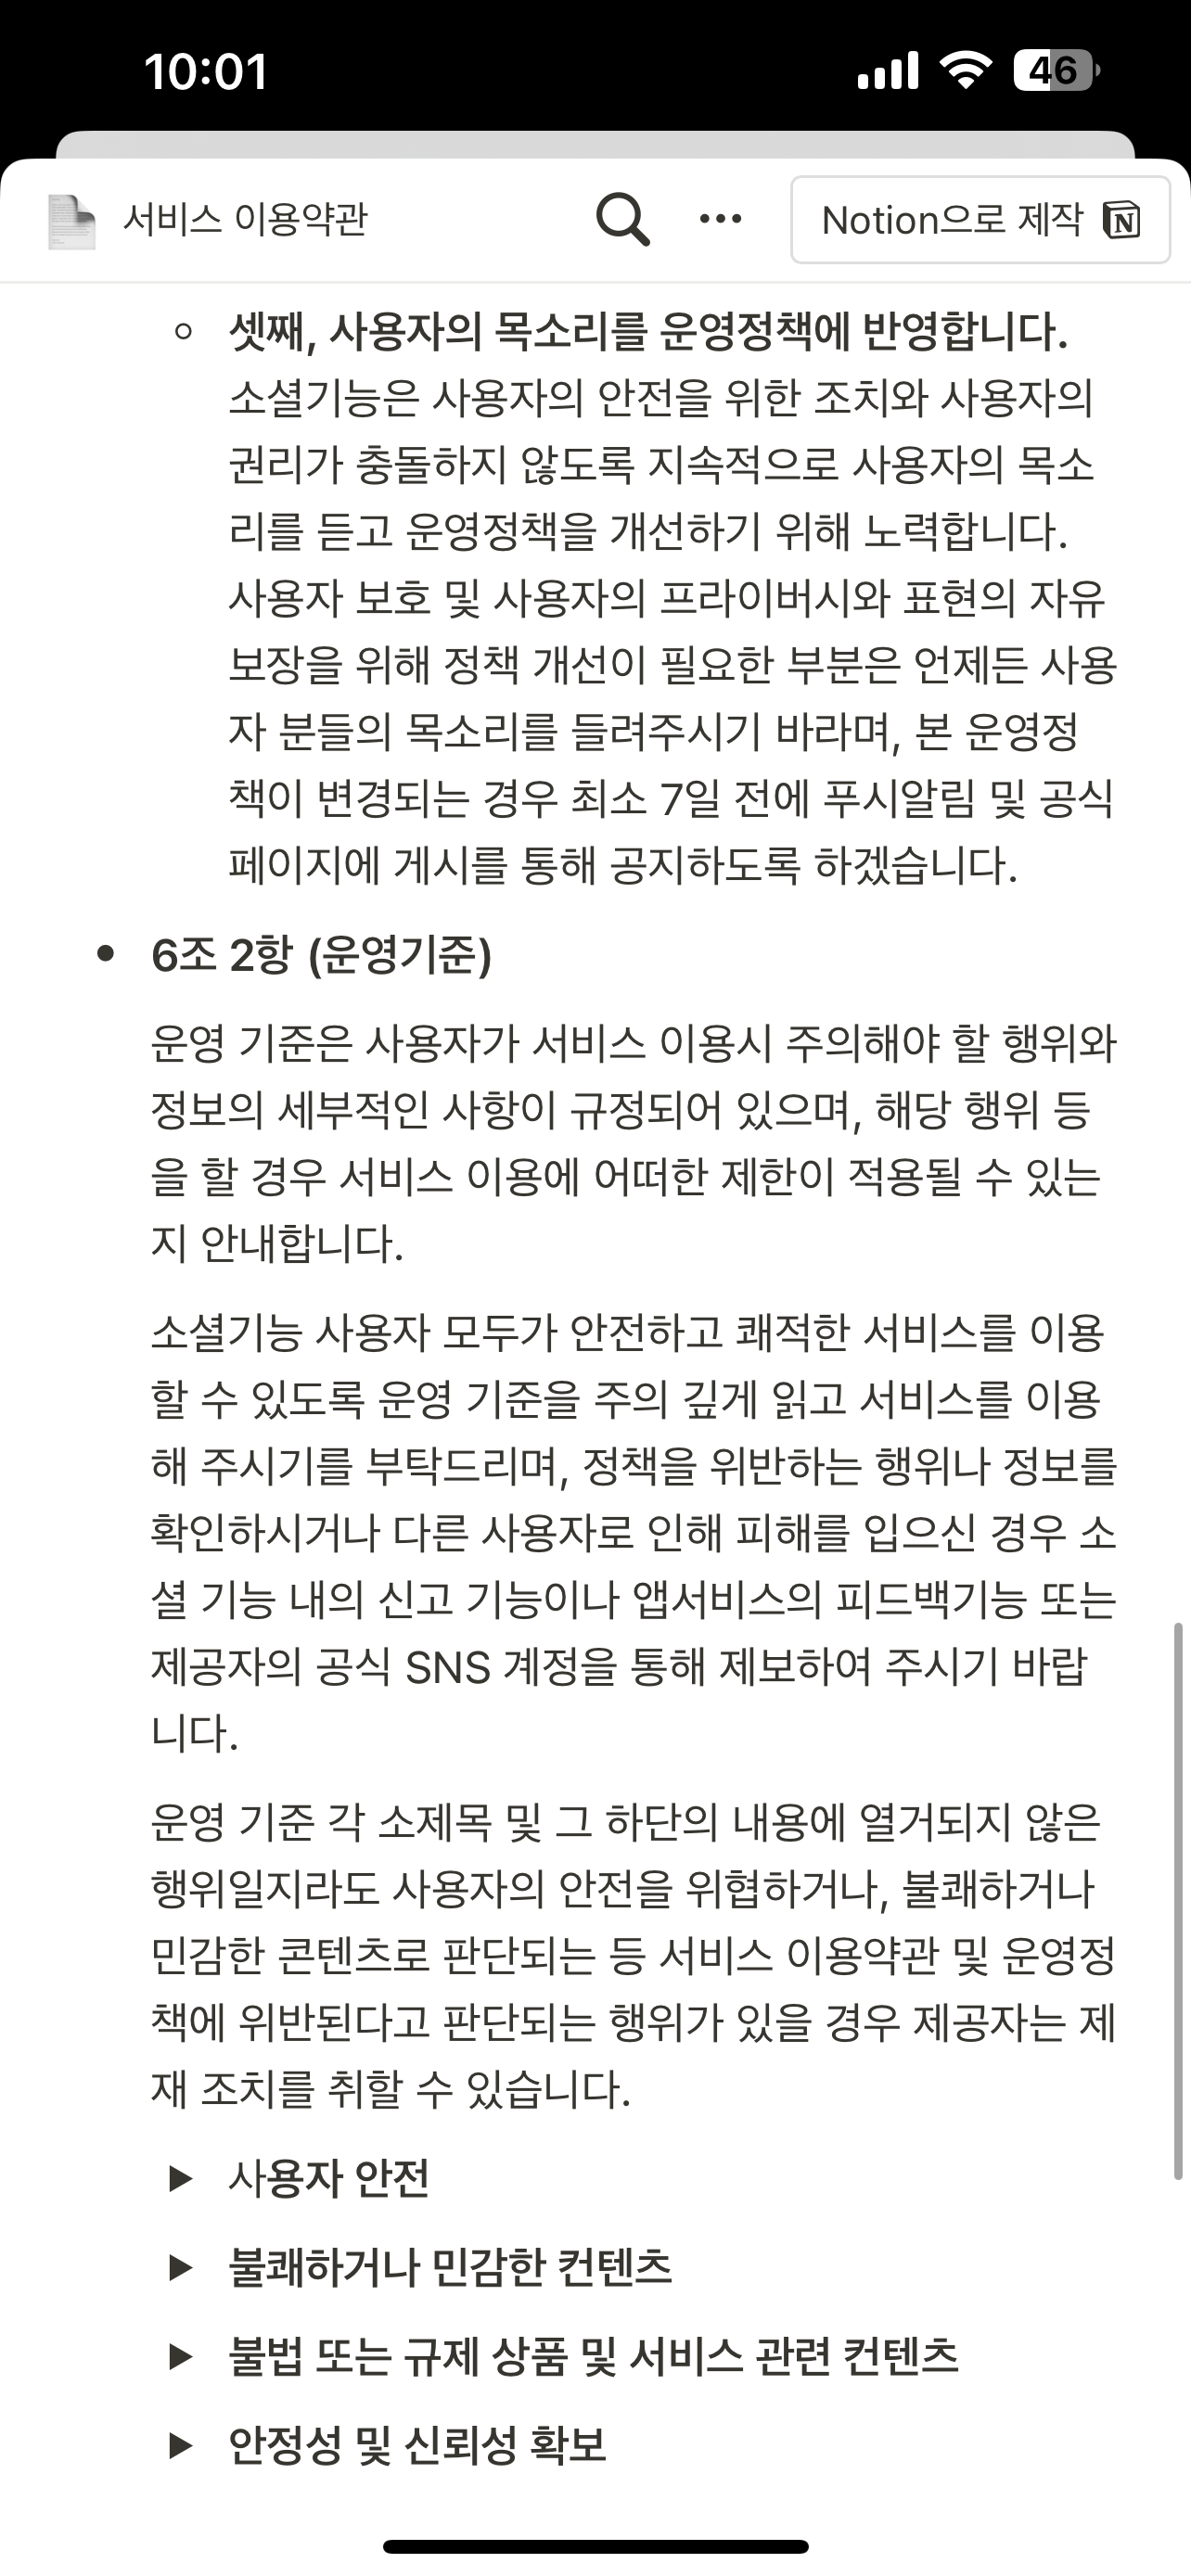 10:01
46
서비스 이용약관
Notion으로 제작
셋째, 사용자의 목소리를 운영정책에 반영합니다.
소셜기능은 사용자의 안전을 위한 조치와 사용자의
권리가 충돌하지 않도록 지속적으로 사용자의 목소
리를 듣고 운영정책을 개선하기 위해 노력합니다.
사용자 보호 및 사용자의 프라이버시와 표현의 자유
보장을 위해 정책 개선이 필요한 부분은 언제든 사용
자 분들의 목소리를 들려주시기 바라며, 본 운영정
책이 변경되는 경우 최소 7일 전에 푸시알림 및 공식
페이지에 게시를 통해 공지하도록 하겠습니다.
6조 2항 (운영기준)
운영 기준은 사용자가 서비스 이용시 주의해야 할 행위와
정보의 세부적인 사항이 규정되어 있으며, 해당 행위 등
을 할 경우 서비스 이용에 어떠한 제한이 적용될 수 있는
지 안내합니다.
소셜기능 사용자 모두가 안전하고 쾌적한 서비스를 이용
할 수 있도록 운영 기준을 주의 깊게 읽고 서비스를 이용
해 주시기를 부탁드리며, 정책을 위반하는 행위나 정보를
확인하시거나 다른 사용자로 인해 피해를 입으신 경우 소
셜 기능 내의 신고 기능이나 앱서비스의 피드백기능 또는
제공자의 공식 SNS 계정을 통해 제보하여 주시기 바랍
니다.
운영 기준 각 소제목 및 그 하단의 내용에 열거되지 않은
행위일지라도 사용자의 안전을 위협하거나, 불쾌하거나
민감한 콘텐츠로 판단되는 등 서비스 이용약관 및 운영정
책에 위반된다고 판단되는 행위가 있을 경우 제공자는 제
재 조치를 취할 수 있습니다.
사용자 안전
불쾌하거나 민감한 컨텐츠
불법 또는 규제 상품 및 서비스 관련 컨텐츠
안정성 및 신뢰성 확보